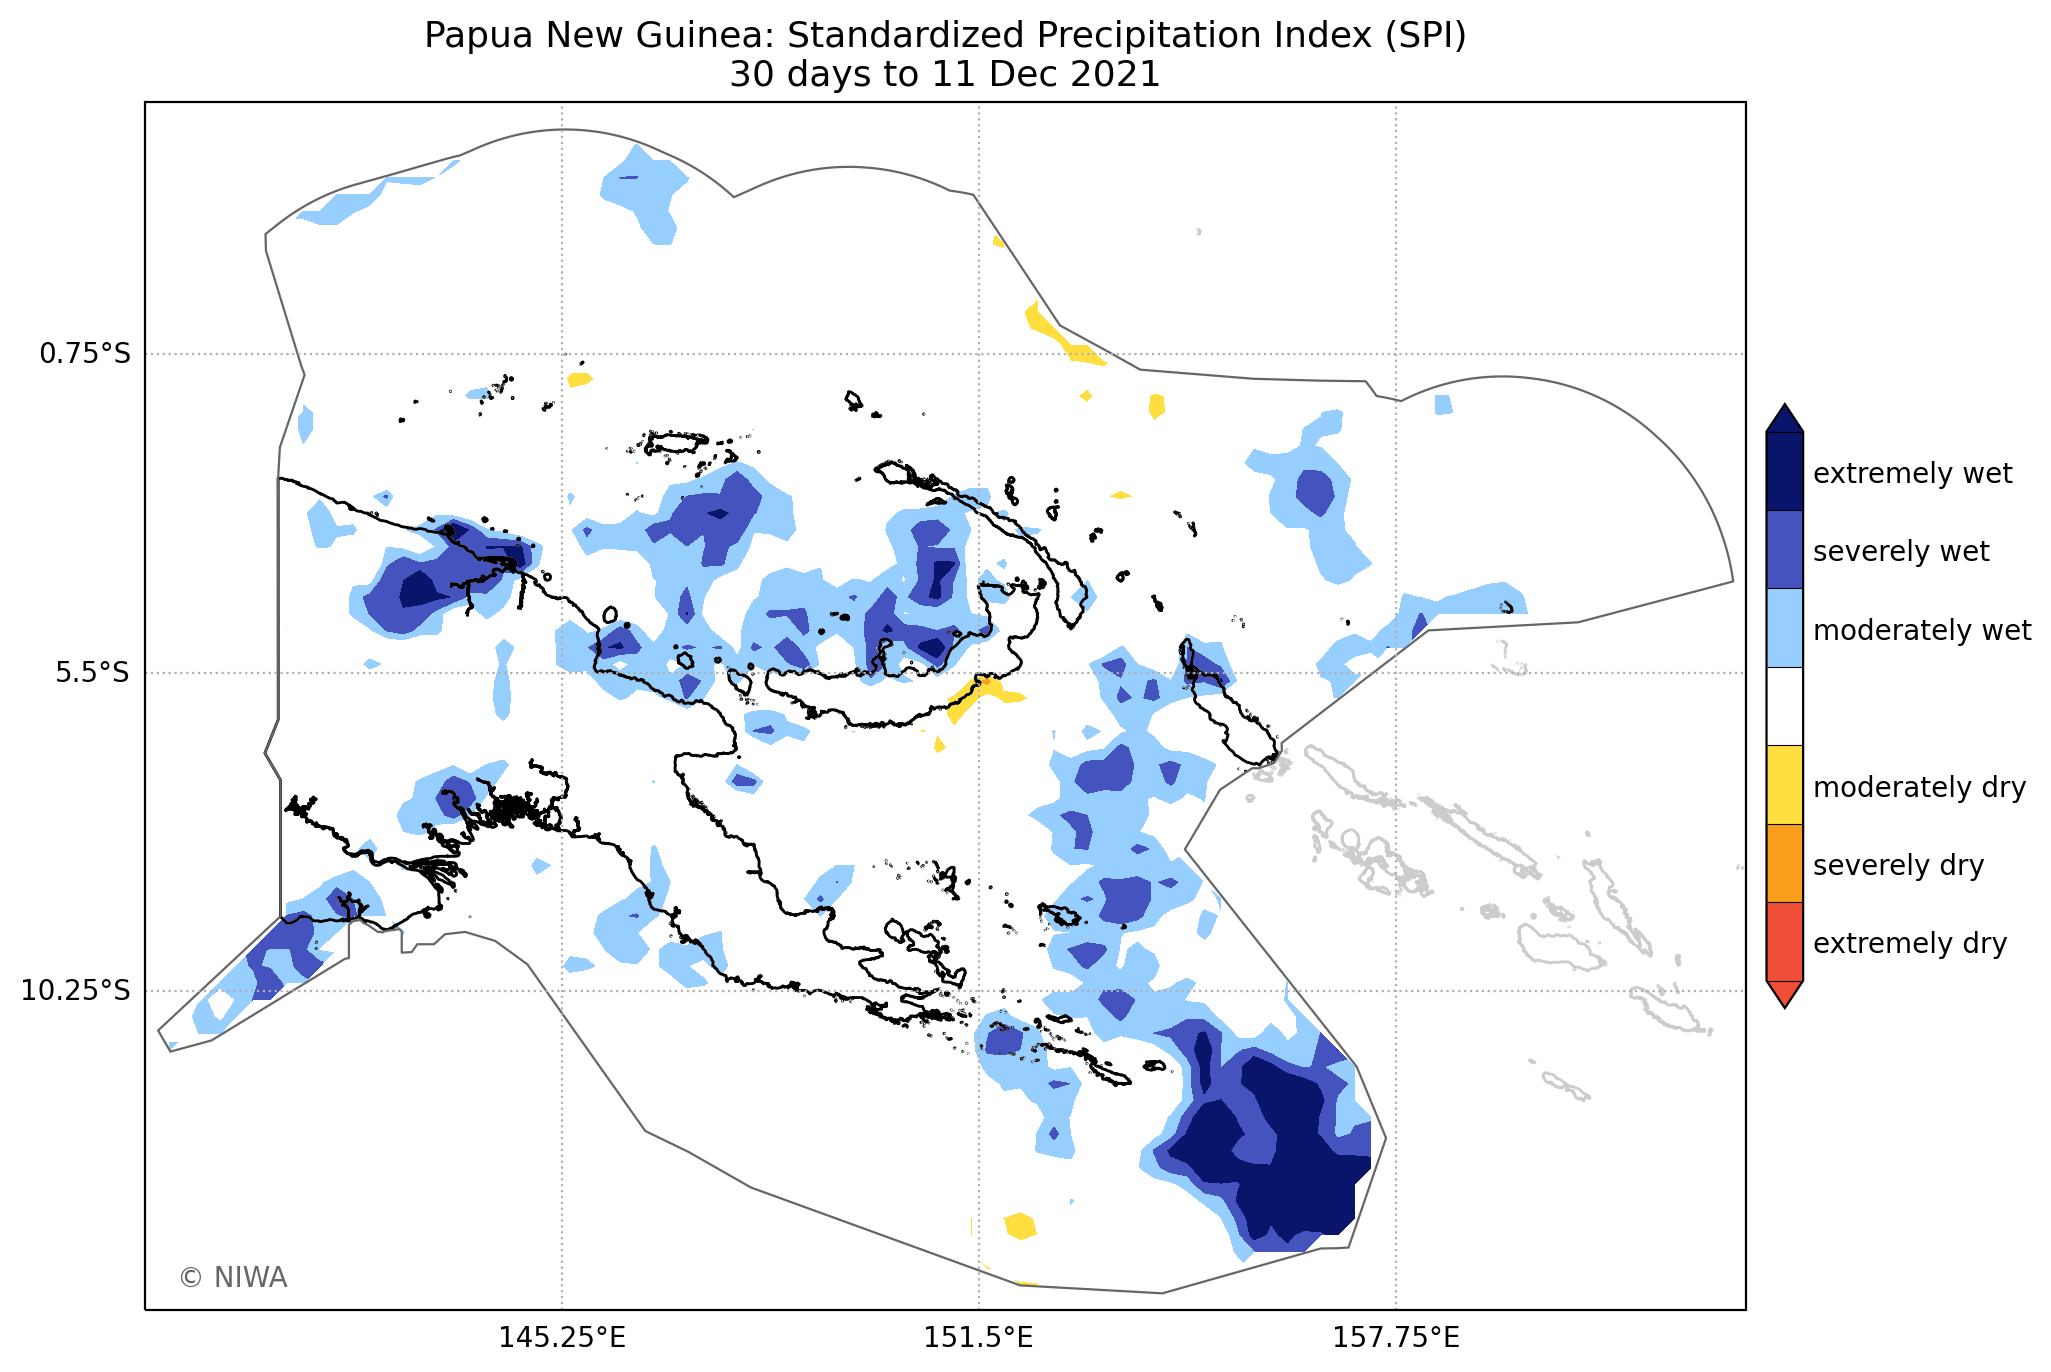 Papua New Guinea: Standardized Precipitation Index (SPI)
30 days to 11 Dec 2021
0.75°S
5.5°S
10.25°S
145.25°E
151.5°E
157.75°E
extremely wet
severely wet
moderately wet
moderately dry
severely dry
extremely dry
© NIWA